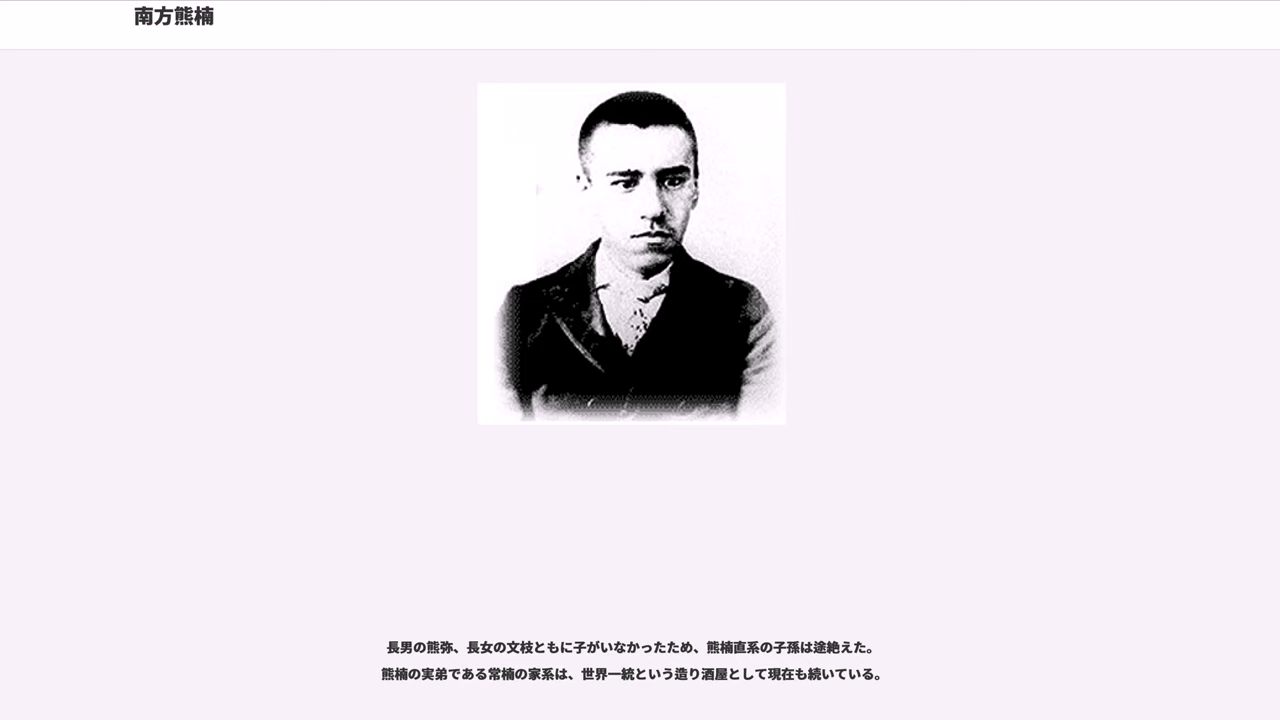 南方熊楠
長男の熊弥、長女の文枝ともに子がいなかったため、熊楠直系の子孫は途絶えた。
熊楠の実弟である常楠の家系は、世界一統という造り酒屋として現在も続いている。